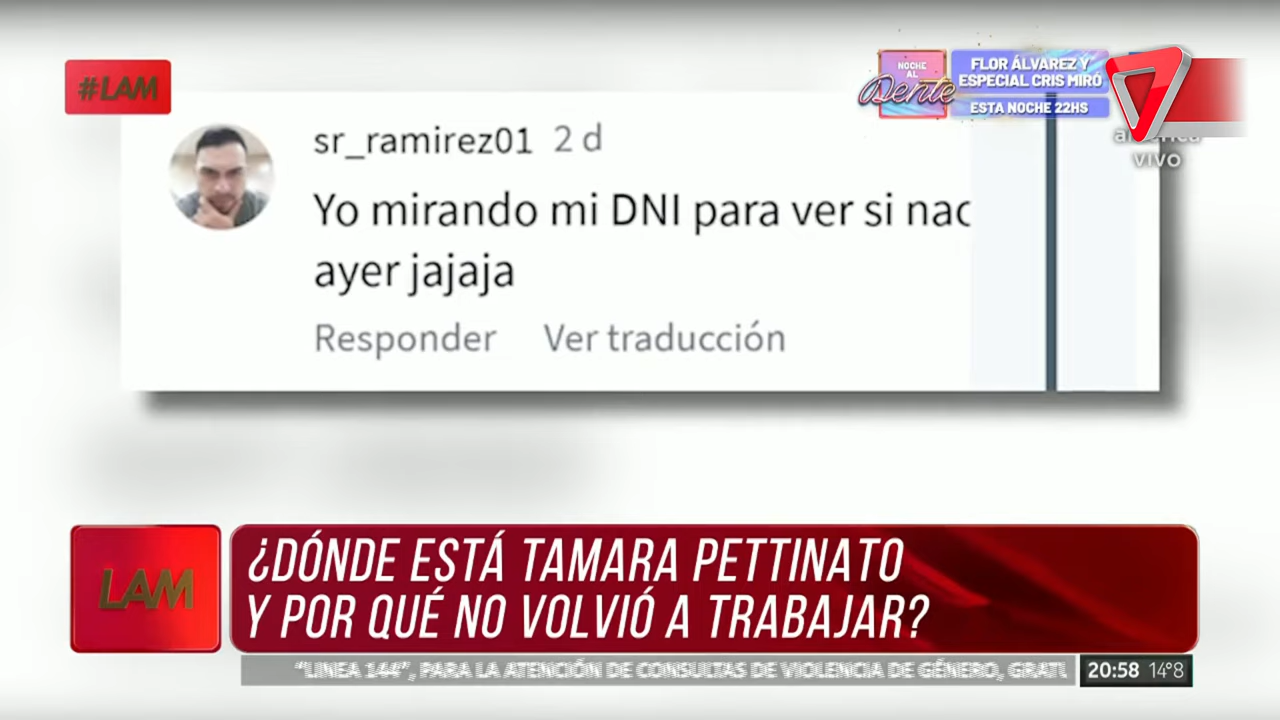 #LAM
NOCHE
AL
Dente
FLOR ÁLVAREZ Y
ESPECIAL CRIS MIRÓ
ESTA NOCHE 22HS
america
VIVO
sr_ramirez01 2 d
Yo mirando mi DNI para ver si nac
ayer jajaja
Responder Ver traducción
LAM
¿DÓNDE ESTÁ TAMARA PETTINATO
Y POR QUÉ NO VOLVIÓ A TRABAJAR?
"LINEA 144", PARA LA ATENCIÓN DE CONSULTAS DE VIOLENCIA DE GÉNERO, GRATU
20:58 14°8